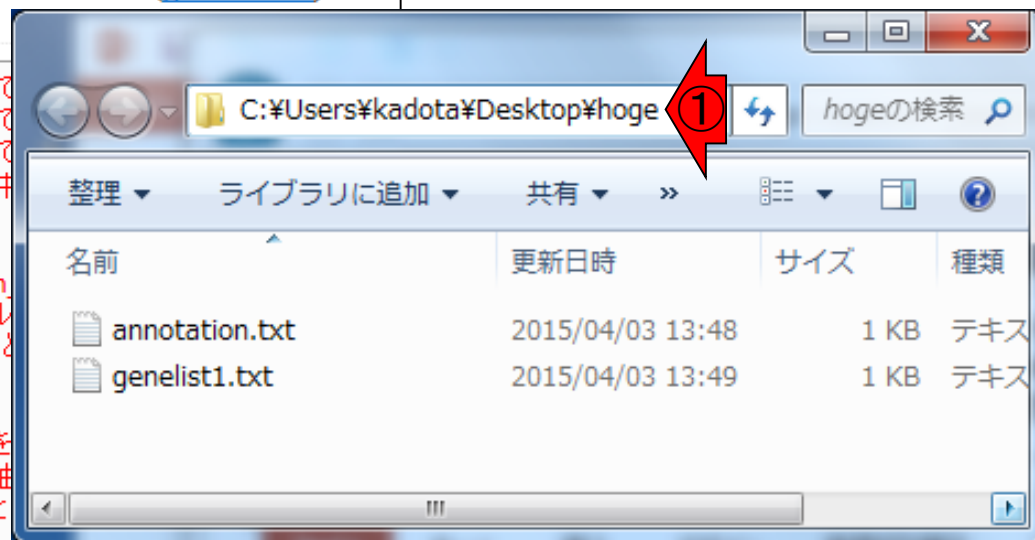 C:¥Users¥kadota¥Desktop¥hoge ①
hogeの検索
整理 ライブラリに追加 共有 »
名前 更新日時 サイズ 種類
annotation.txt 2015/04/03 13:48 1 KB テキス
genelist1.txt 2015/04/03 13:49 1 KB テキス